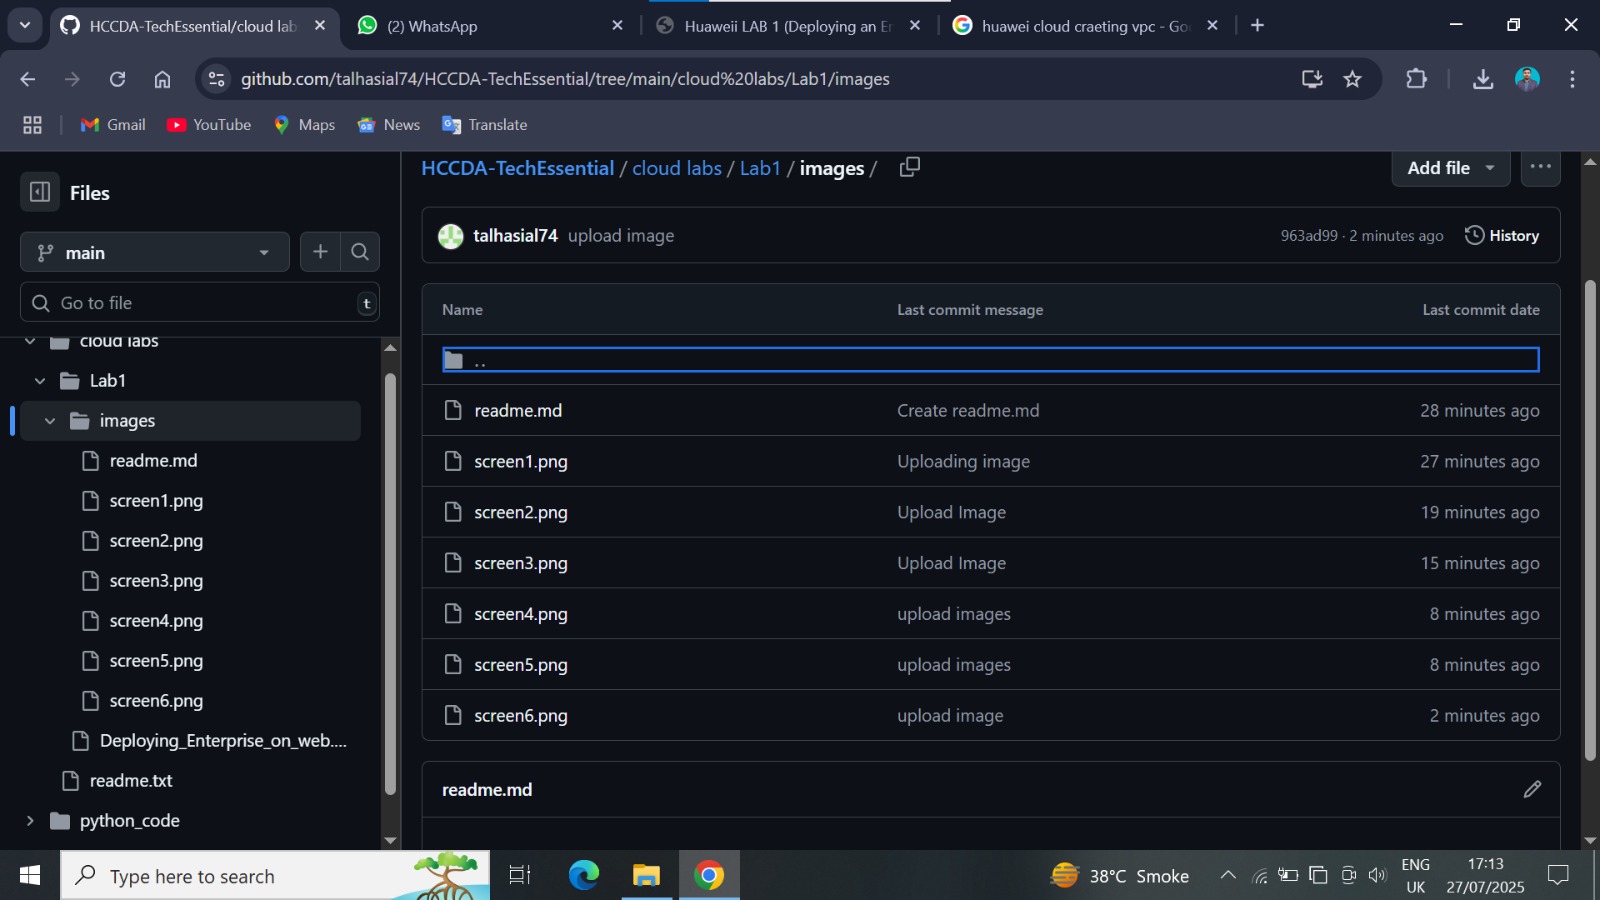 HCCDA-TechEssential/cloud lab
(2) WhatsApp
Huaweii LAB 1 (Deploying an Er
huawei cloud craeting vpc - Goo
github.com/talhasial74/HCCDA-TechEssential/tree/main/cloud%20labs/Lab1/images
Gmail
YouTube
Maps
News
Translate
Files
main
Go to file
t
cloud labs
Lab1
images
readme.md
screen1.png
screen2.png
screen3.png
screen4.png
screen5.png
screen6.png
Deploying_Enterprise_on_web....
readme.txt
python_code
HCCDA-TechEssential / cloud labs / Lab1 / images /
Add file
talhasial74 upload image
963ad99 · 2 minutes ago
History
Name Last commit message Last commit date
..
readme.md Create readme.md 28 minutes ago
screen1.png Uploading image 27 minutes ago
screen2.png Upload Image 19 minutes ago
screen3.png Upload Image 15 minutes ago
screen4.png upload images 8 minutes ago
screen5.png upload images 8 minutes ago
screen6.png upload image 2 minutes ago
readme.md
Type here to search
38°C Smoke
ENG
UK
17:13
27/07/2025